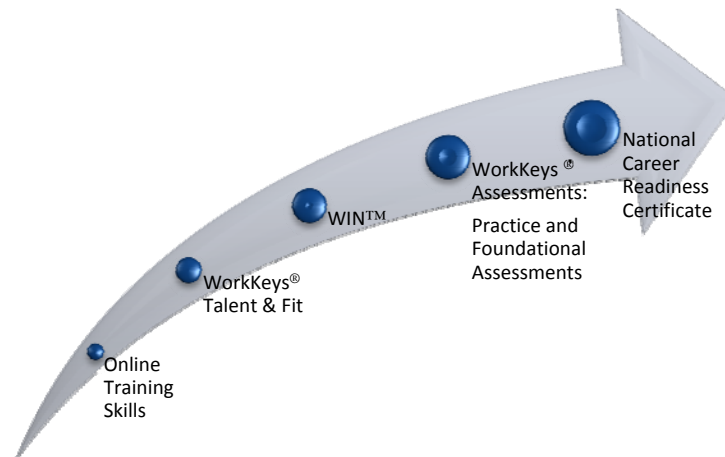 Online
Training
Skills
WorkKeys®
Talent & Fit
WIN™
WorkKeys ®
Assessments:
Practice and
Foundational
Assessments
National
Career
Readiness
Certificate